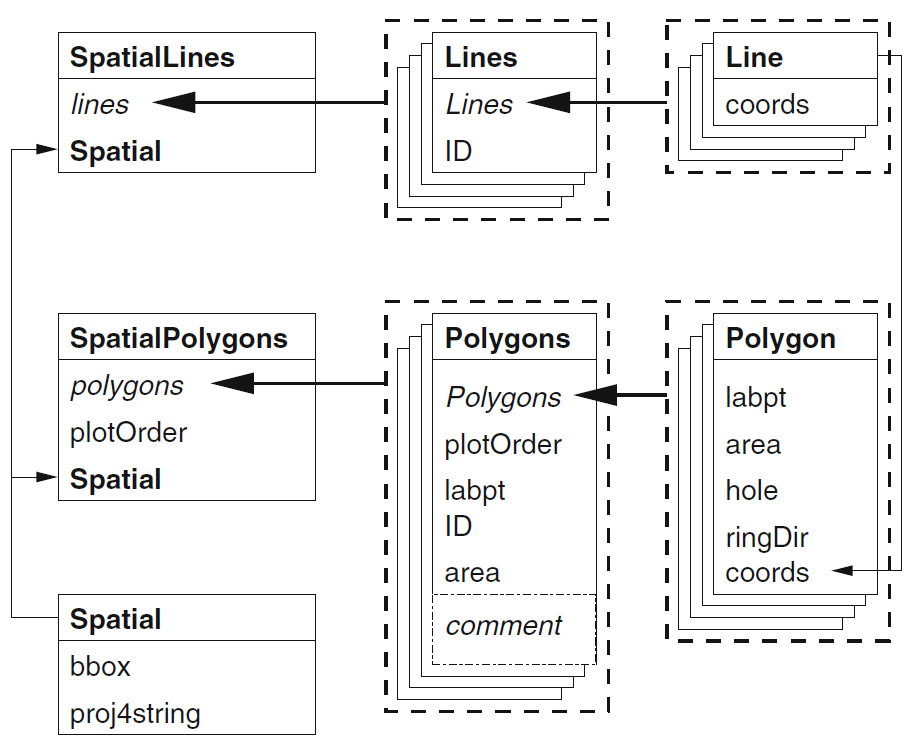 SpatialLines
lines
Spatial
Lines
Lines
ID
Line
coords
SpatialPolygons
polygons
plotOrder
Spatial
Polygons
Polygons
plotOrder
labpt
ID
area
comment
Polygon
labpt
area
hole
ringDir
coords
Spatial
bbox
proj4string